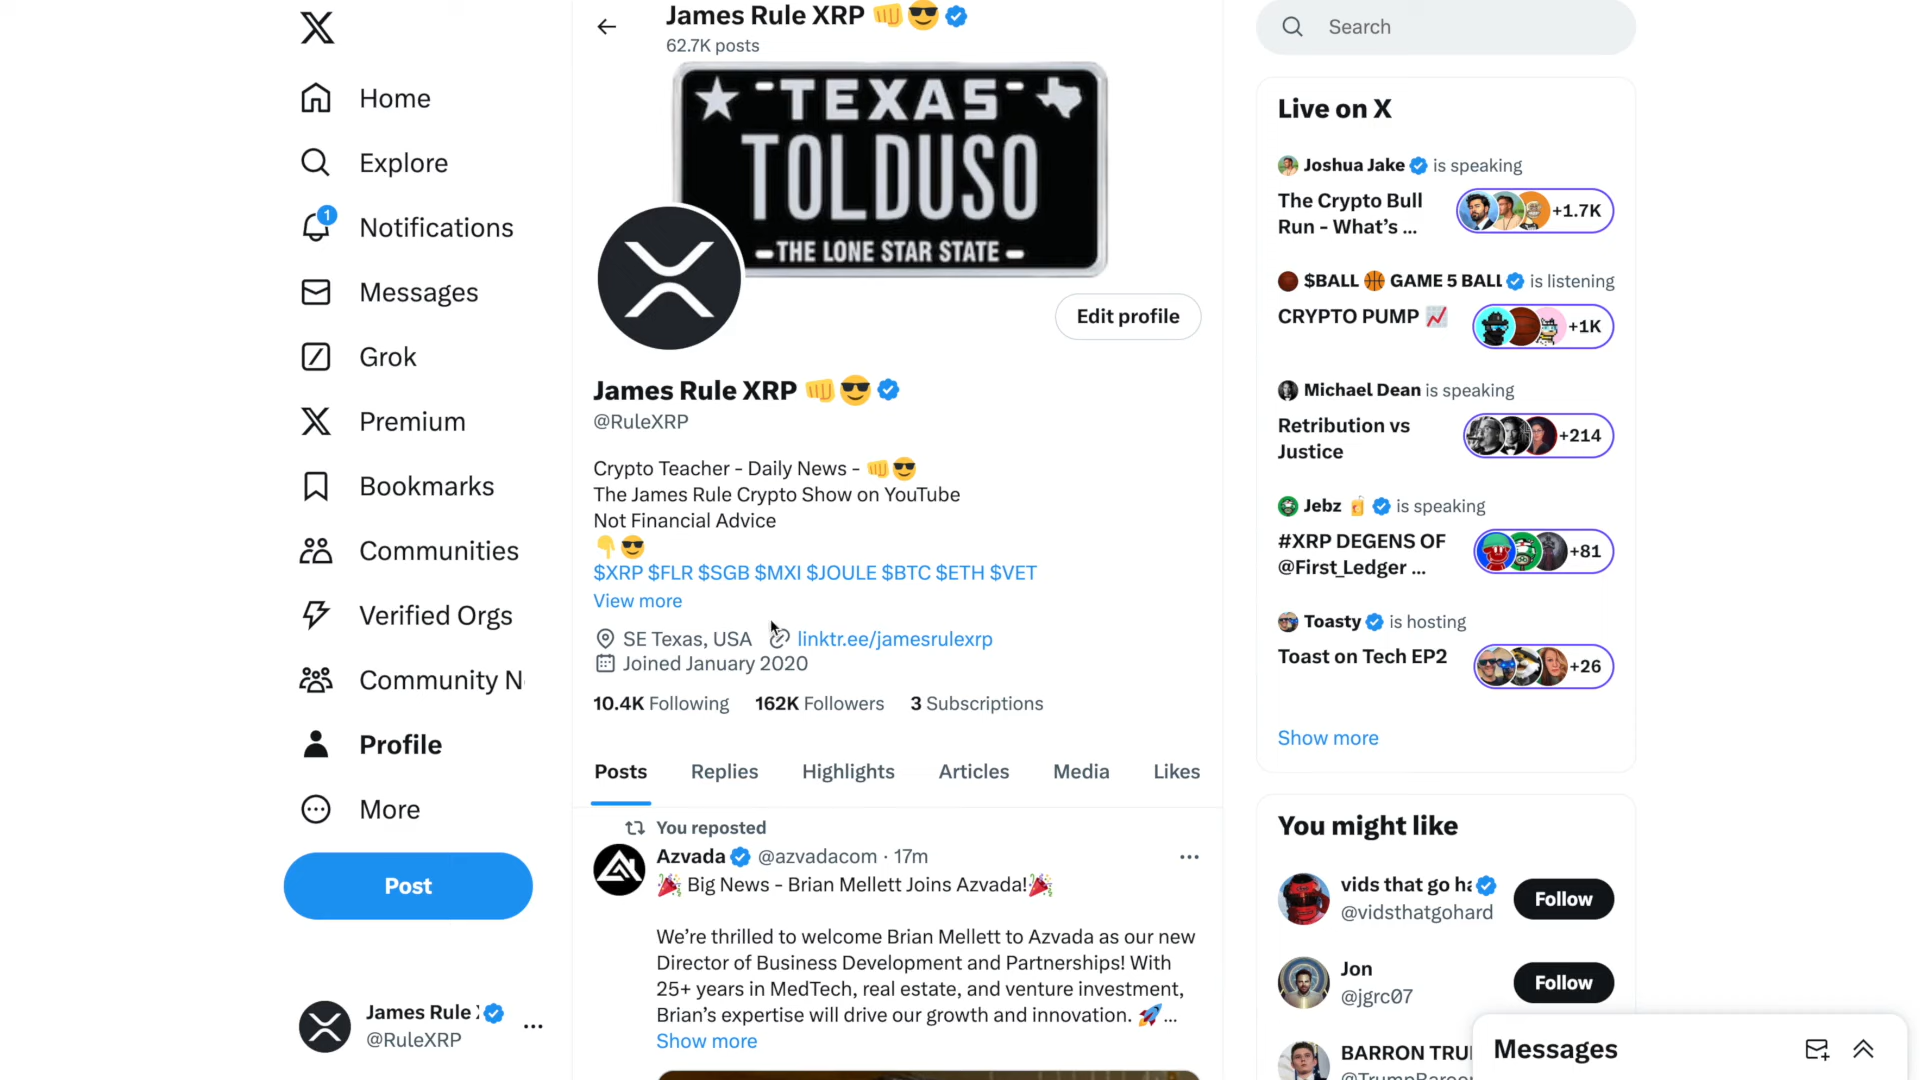 Home
Explore
1
Notifications
Messages
Grok
Premium
Bookmarks
Communities
Community N
Profile
More
Post
James Rule
@RuleXRP
James Rule XRP 👊😎
62.7K posts
TEXAS
TOLDUSO
THE LONE STAR STATE
Edit profile
James Rule XRP 👊😎
@RuleXRP
Crypto Teacher - Daily News - 👊😎
The James Rule Crypto Show on YouTube
Not Financial Advice
👇😎
$XRP $FLR $SGB $MXI $JOULE $BTC $ETH $VET
View more
SE Texas, USA linktr.ee/jamesrulexrp
Joined January 2020
10.4K Following 162K Followers 3 Subscriptions
Posts Replies Highlights Articles Media Likes
You reposted
Azvada @azvadacom · 17m
🎉 Big News - Brian Mellett Joins Azvada!🎉
We’re thrilled to welcome Brian Mellett to Azvada as our new
Director of Business Development and Partnerships! With
25+ years in MedTech, real estate, and venture investment,
Brian’s expertise will drive our growth and innovation. 🚀...
Show more
Search
Live on X
Joshua Jake is speaking
The Crypto Bull
Run - What’s ...
+1.7K
$BALL 🏀 GAME 5 BALL is listening
CRYPTO PUMP 📈
+1K
Michael Dean is speaking
Retribution vs
Justice
+214
Jebz 🧃 is speaking
#XRP DEGENS OF
@First_Ledger ...
+81
Toasty is hosting
Toast on Tech EP2
+26
Show more
You might like
vids that go ha
@vidsthatgohard
Follow
Jon
@jgrc07
Follow
BARRON TRU
Messages